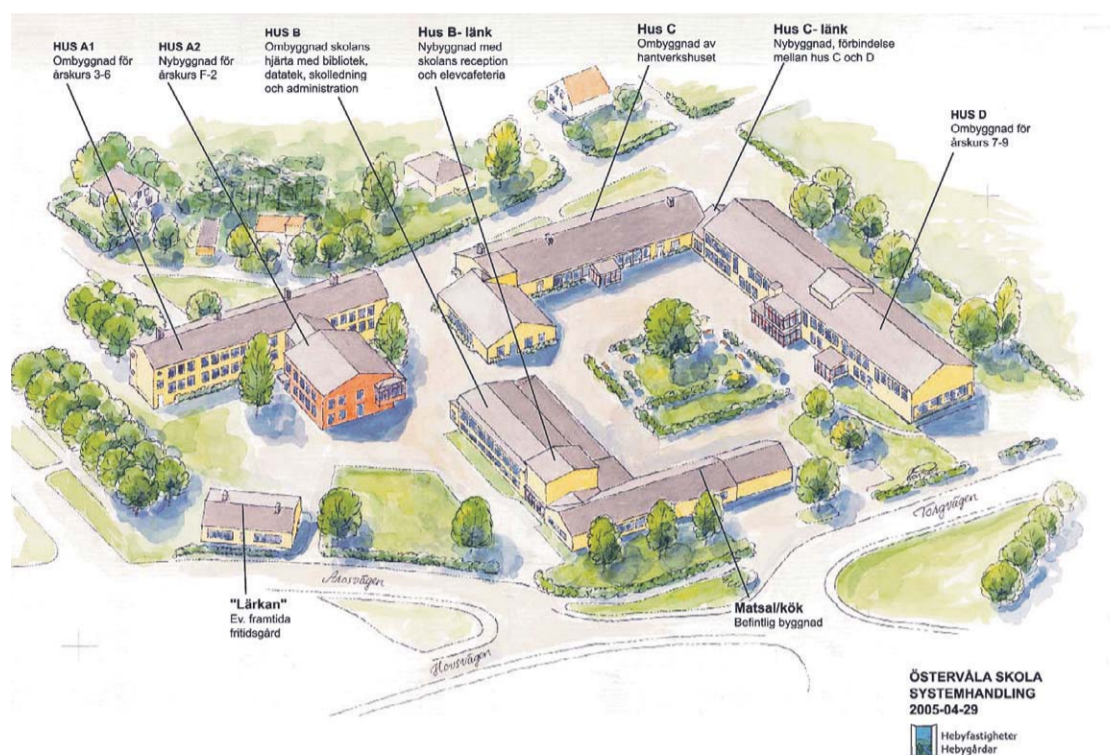 HUS A1
Ombyggnad för
årskurs 3-6
HUS A2
Nybyggnad för
årskurs F-2
HUS B
Ombyggnad skolans
hjärta med bibliotek,
datatek, skolledning
och administration
Hus B- länk
Nybyggnad med
skolans reception
och elevcafeteria
Hus C
Ombyggnad av
hantverkshuset
Hus C- länk
Nybyggnad, förbindelse
mellan hus C och D
HUS D
Ombyggnad för
årskurs 7-9
Torgvägen
Arosvägen
"Lärkan"
Ev. framtida
fritidsgård
Matsal/kök
Befintlig byggnad
Hovsvägen
ÖSTERVÅLA SKOLA
SYSTEMHANDLING
2005-04-29
Hebyfastigheter
Hebygårdar